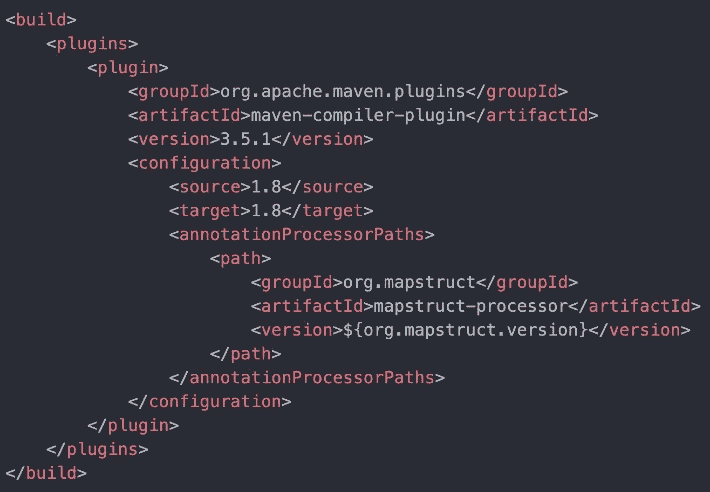 <build>
    <plugins>
        <plugin>
            <groupId>org.apache.maven.plugins</groupId>
            <artifactId>maven-compiler-plugin</artifactId>
            <version>3.5.1</version>
            <configuration>
                <source>1.8</source>
                <target>1.8</target>
                <annotationProcessorPaths>
                    <path>
                        <groupId>org.mapstruct</groupId>
                        <artifactId>mapstruct-processor</artifactId>
                        <version>${org.mapstruct.version}</version>
                    </path>
                </annotationProcessorPaths>
            </configuration>
        </plugin>
    </plugins>
</build>